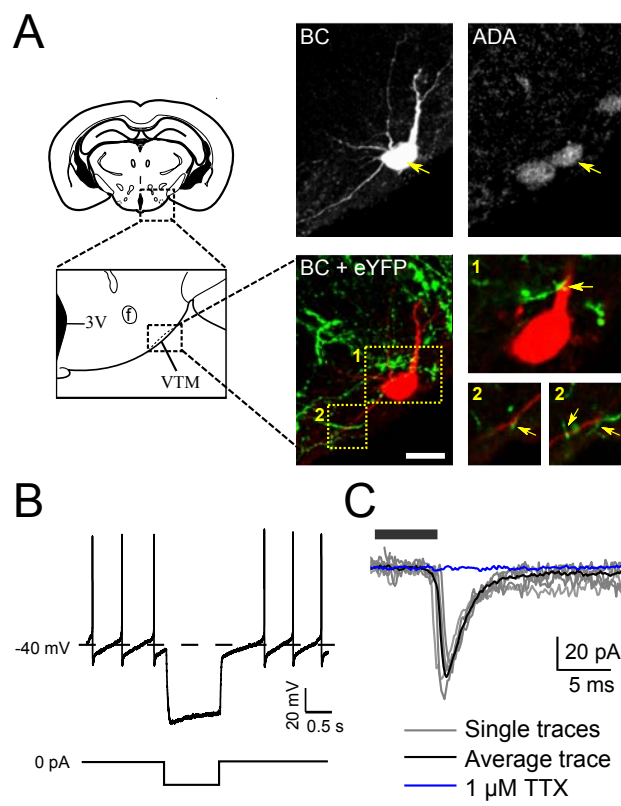 A
BC
ADA
3V
f
VTM
BC + eYFP
1
2
1
2
2
B
-40 mV
20 mV
0.5 s
0 pA
C
20 pA
5 ms
Single traces
Average trace
1 µM TTX